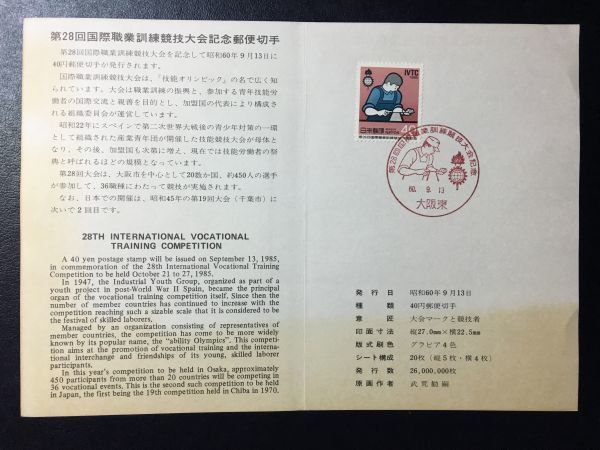 第28回国際職業訓練競技大会記念郵便切手
第28回国際職業訓練競技大会を記念して昭和60年9月13日に
40円郵便切手が発行されます。
国際職業訓練競技大会は、「技能オリンピック」の名で広く知
られています。大会は職業訓練の振興と、参加する青年技能労
働者の国際交流と親善を目的とし、加盟国の代表により構成さ
れる組織委員会が運営しています。
昭和22年にスペインで第二次世界大戦後の青少年対策の一環
として組織された産業青年団が開催した技能競技大会が母体と
なり、その後、加盟国も次第に増え、現在では技能労働者の祭
典と呼ばれるほどの規模となっています。
第28回大会は、大阪市を中心として20数か国、約450人の選手
が参加して、36職種にわたって競技が実施されます。
なお、日本での開催は、昭和45年の第19回大会（千葉市）に
次いで2回目です。
28TH INTERNATIONAL VOCATIONAL
TRAINING COMPETITION
A 40 yen postage stamp will be issued on September 13, 1985,
in commemoration of the 28th International Vocational Training
Competition to be held October 21 to 27, 1985.
In 1947, the Industrial Youth Group, organized as part of a
youth project in post-World War II Spain, became the principal
organ of the vocational training competition itself. Since then the
number of member countries has continued to increase with the
competition reaching such a sizable scale that it is considered to be
the festival of skilled laborers.
Managed by an organization consisting of representatives of
member countries, the competition has come to be more widely
known by its popular name, the "ability Olympics". This competi-
tion aims at the promotion of vocational training and the interna-
tional interchange and friendships of its young, skilled laborer
participants.
In this year's competition to be held in Osaka, approximately
450 participants from more than 20 countries will be competing in
36 vocational events. This is the second such competition to be held
in Japan, the first being the 19th competition held in Chiba in 1970.
IVTC
日本郵便
40
第28回国際職業訓練競技大会記念
60. 9. 13
大阪東
発行日 昭和60年9月13日
種類 40円郵便切手
意匠 大会マークと競技者
印面寸法 縦27.0mm×横22.5mm
版式刷色 グラビア4色
シート構成 20枚（縦5枚・横4枚）
発行数 26,000,000枚
原画作者